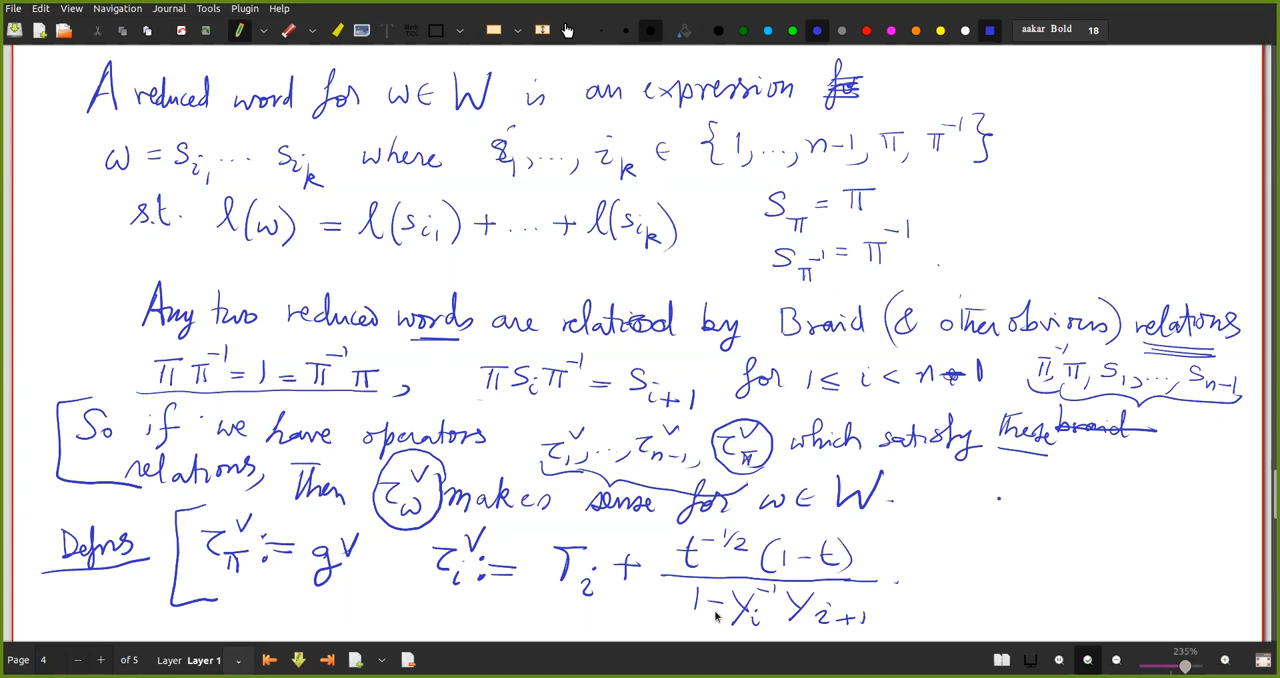 File Edit View Navigation Journal Tools Plugin Help
aakar Bold 18
A reduced word for w ∈ W is an expression
w = s_{i_1} ... s_{i_k} where i_1, ..., i_k ∈ {1, ..., n-1, π, π^{-1}}
s.t. l(w) = l(s_{i_1}) + ... + l(s_{i_k})
s_π = π
s_{π^{-1}} = π^{-1}
Any two reduced words are related by Braid (& other obvious) relations
π π^{-1} = 1 = π^{-1} π, π s_i π^{-1} = s_{i+1} for 1 ≤ i < n-1 π^{-1}, π, s_1, ..., s_{n-1}
So if we have operators τ_1^∨, ..., τ_{n-1}^∨, τ_π^∨ which satisfy these
relations, Then τ_w^∨ makes sense for w ∈ W.
Defns τ_π^∨ := g^∨ τ_i^∨ := T_i + \frac{t^{-1/2}(1-t)}{1-Y_i^{-1}Y_{i+1}}
Page 4 of 5 Layer Layer 1 235%